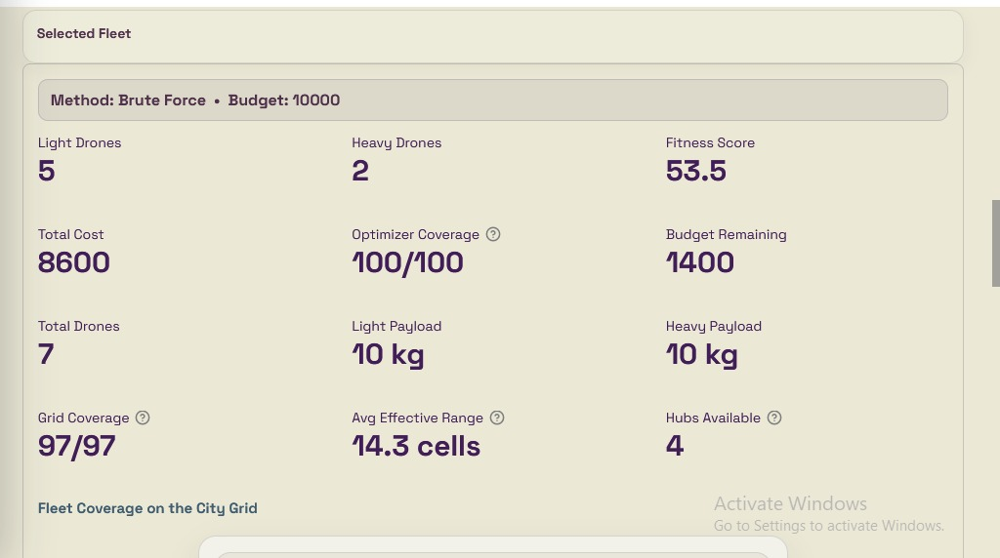 Selected Fleet
Method: Brute Force • Budget: 10000
Light Drones
5
Heavy Drones
2
Fitness Score
53.5
Total Cost
8600
Optimizer Coverage ?
100/100
Budget Remaining
1400
Total Drones
7
Light Payload
10 kg
Heavy Payload
10 kg
Grid Coverage ?
97/97
Avg Effective Range ?
14.3 cells
Hubs Available ?
4
Fleet Coverage on the City Grid
Activate Windows
Go to Settings to activate Windows.